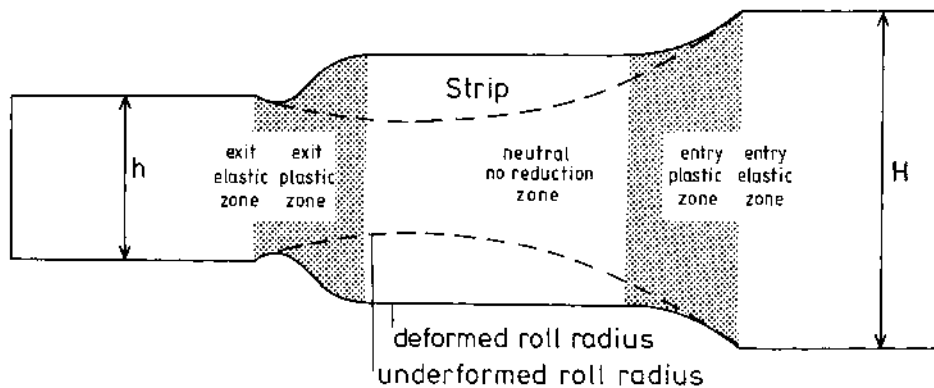 Strip
h
exit
elastic
zone
exit
plastic
zone
neutral
no reduction
zone
entry
plastic
zone
entry
elastic
zone
H
deformed roll radius
underformed roll radius